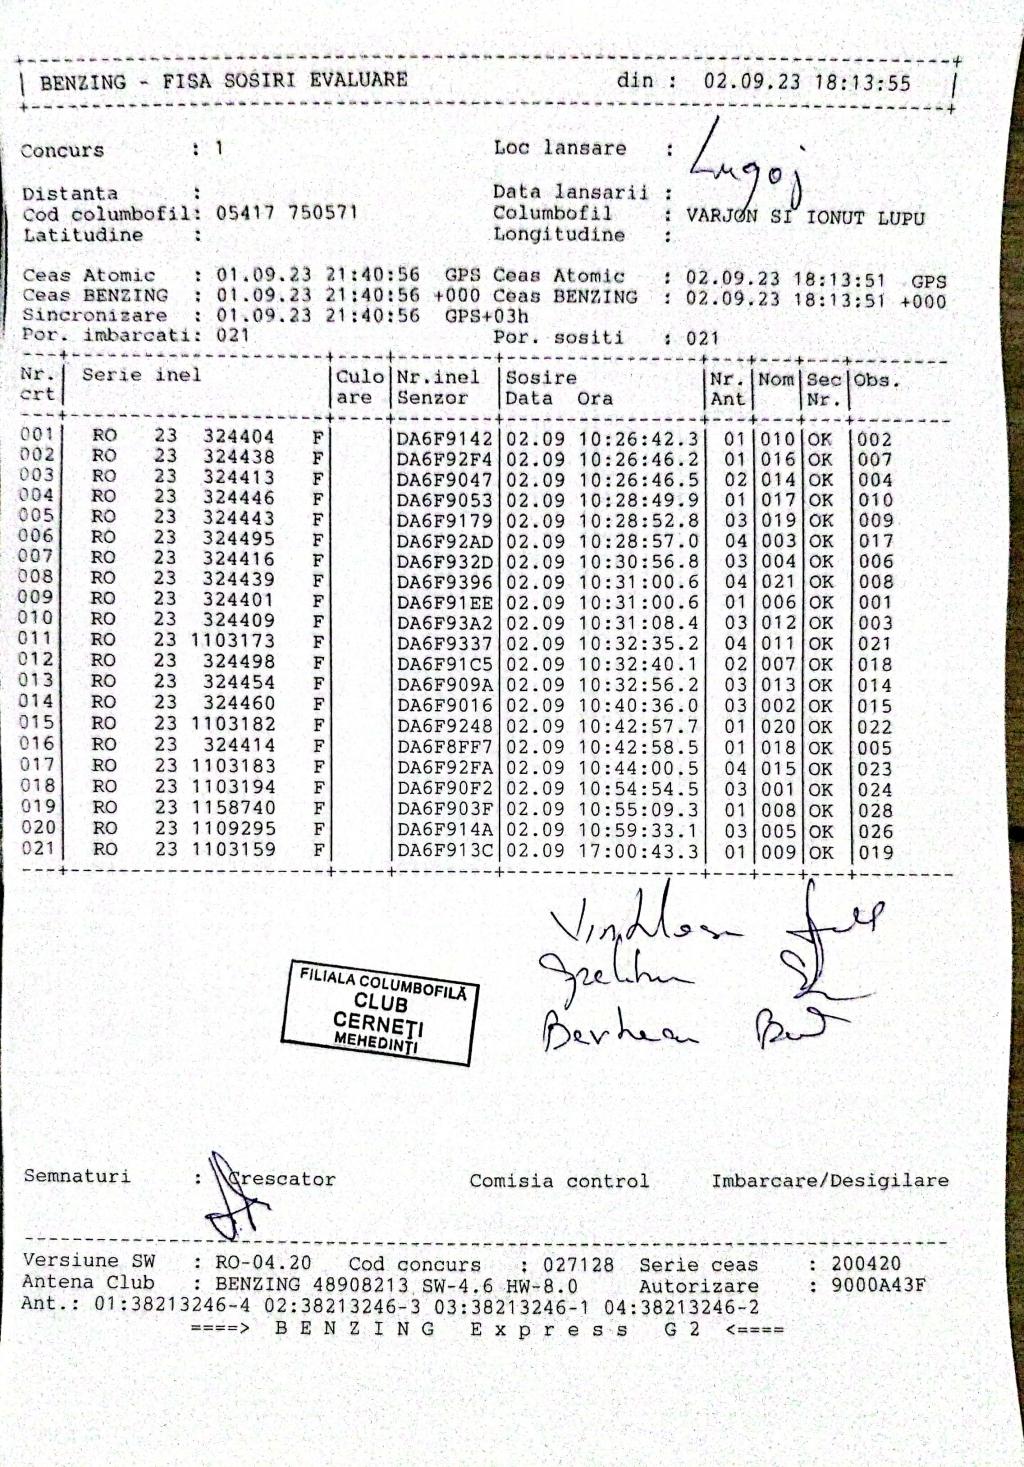 BENZING - FISA SOSIRI EVALUARE din : 02.09.23 18:13:55
Concurs : 1 Loc lansare : Lugoj
Distanta : Data lansarii :
Cod columbofil: 05417 750571 Columbofil : VARJON SI IONUT LUPU
Latitudine : Longitudine :
Ceas Atomic : 01.09.23 21:40:56 GPS Ceas Atomic : 02.09.23 18:13:51 GPS
Ceas BENZING : 01.09.23 21:40:56 +000 Ceas BENZING : 02.09.23 18:13:51 +000
Sincronizare : 01.09.23 21:40:56 GPS+03h
Por. imbarcati: 021 Por. sositi : 021
Nr. Serie inel Culo Nr.inel Sosire Nr. Nom Sec Obs.
crt are Senzor Data Ora Ant Nr.
001 RO 23 324404 F DA6F9142 02.09 10:26:42.3 01 010 OK 002
002 RO 23 324438 F DA6F92F4 02.09 10:26:46.2 01 016 OK 007
003 RO 23 324413 F DA6F9047 02.09 10:26:46.5 02 014 OK 004
004 RO 23 324446 F DA6F9053 02.09 10:28:49.9 01 017 OK 010
005 RO 23 324443 F DA6F9179 02.09 10:28:52.8 03 019 OK 009
006 RO 23 324495 F DA6F92AD 02.09 10:28:57.0 04 003 OK 017
007 RO 23 324416 F DA6F932D 02.09 10:30:56.8 03 004 OK 006
008 RO 23 324439 F DA6F9396 02.09 10:31:00.6 04 021 OK 008
009 RO 23 324401 F DA6F91EE 02.09 10:31:00.6 01 006 OK 001
010 RO 23 324409 F DA6F93A2 02.09 10:31:08.4 03 012 OK 003
011 RO 23 1103173 F DA6F9337 02.09 10:32:35.2 04 011 OK 021
012 RO 23 324498 F DA6F91C5 02.09 10:32:40.1 02 007 OK 018
013 RO 23 324454 F DA6F909A 02.09 10:32:56.2 03 013 OK 014
014 RO 23 324460 F DA6F9016 02.09 10:40:36.0 03 002 OK 015
015 RO 23 1103182 F DA6F9248 02.09 10:42:57.7 01 020 OK 022
016 RO 23 324414 F DA6F8FF7 02.09 10:42:58.5 01 018 OK 005
017 RO 23 1103183 F DA6F92FA 02.09 10:44:00.5 04 015 OK 023
018 RO 23 1103194 F DA6F90F2 02.09 10:54:54.5 03 001 OK 024
019 RO 23 1158740 F DA6F903F 02.09 10:55:09.3 01 008 OK 028
020 RO 23 1109295 F DA6F914A 02.09 10:59:33.1 03 005 OK 026
021 RO 23 1103159 F DA6F913C 02.09 17:00:43.3 01 009 OK 019
FILIALA COLUMBOFILĂ
CLUB
CERNEȚI
MEHEDINȚI
Semnaturi : Crescator Comisia control Imbarcare/Desigilare
Versiune SW : RO-04.20 Cod concurs : 027128 Serie ceas : 200420
Antena Club : BENZING 48908213 SW-4.6 HW-8.0 Autorizare : 9000A43F
Ant.: 01:38213246-4 02:38213246-3 03:38213246-1 04:38213246-2
====> B E N Z I N G E x p r e s s G 2 <====